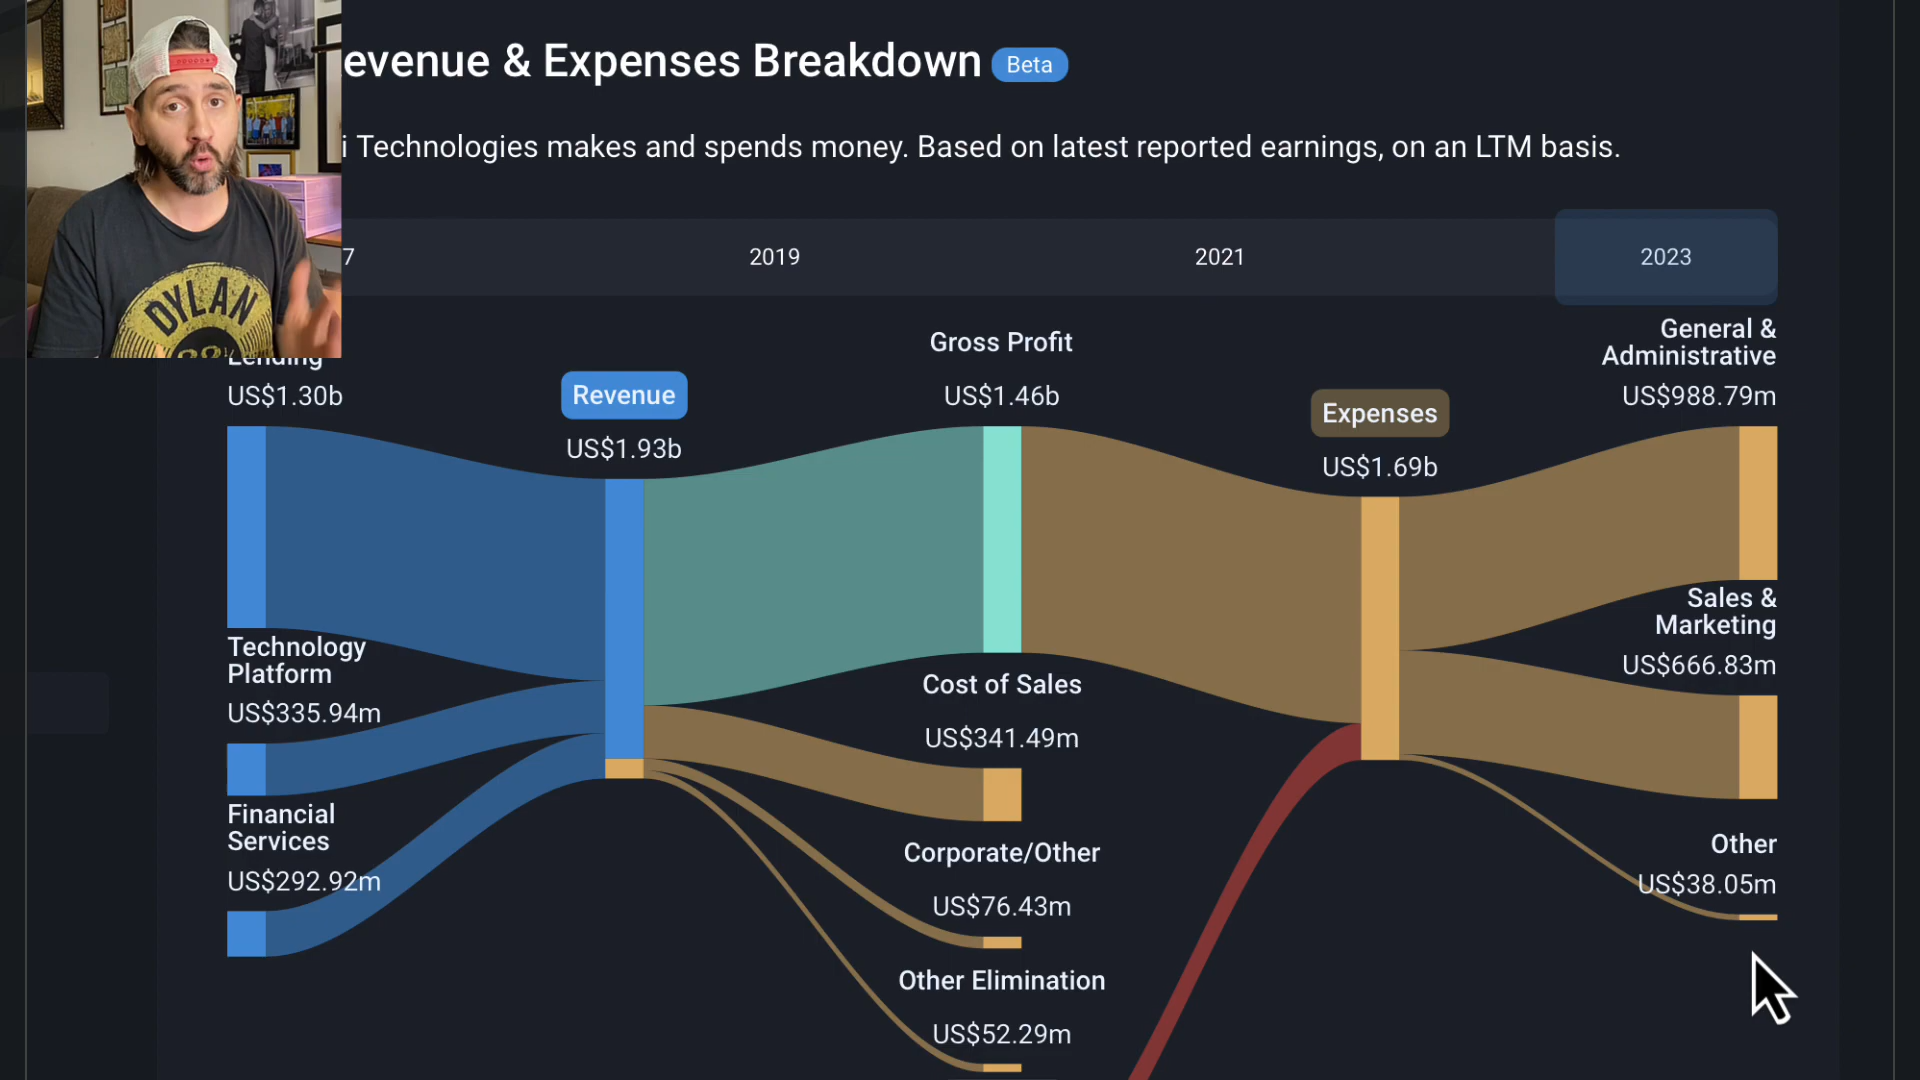 evenue & Expenses Breakdown Beta
i Technologies makes and spends money. Based on latest reported earnings, on an LTM basis.
7 2019 2021 2023
DYLAN
Lending
US$1.30b
Revenue
US$1.93b
Gross Profit
US$1.46b
Expenses
US$1.69b
General &
Administrative
US$988.79m
Technology
Platform
US$335.94m
Cost of Sales
US$341.49m
Sales &
Marketing
US$666.83m
Financial
Services
US$292.92m
Corporate/Other
US$76.43m
Other
US$38.05m
Other Elimination
US$52.29m